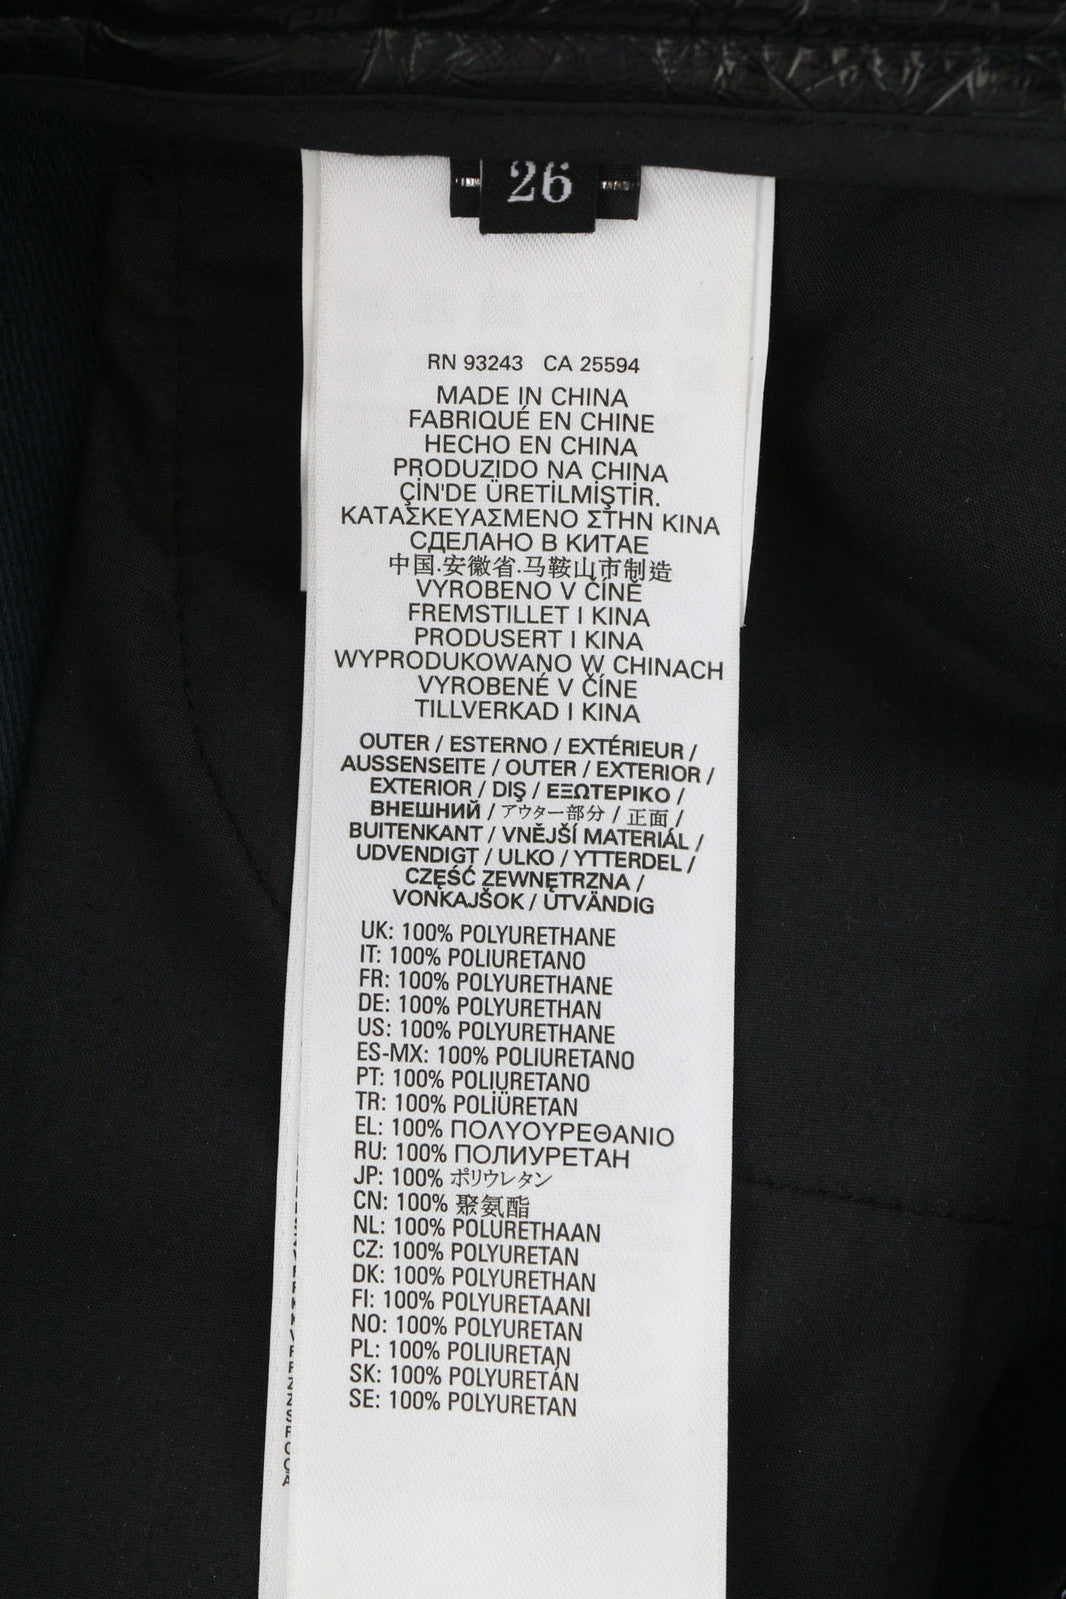 26
RN 93243 CA 25594
MADE IN CHINA
FABRIQUÉ EN CHINE
HECHO EN CHINA
PRODUZIDO NA CHINA
ÇİN'DE ÜRETİLMİŞTİR.
ΚΑΤΑΣΚΕΥΑΣΜΕΝΟ ΣΤΗΝ ΚΙΝΑ
СДЕЛАНО В КИТАЕ
中国.安徽省.马鞍山市制造
VYROBENO V ČÍNĚ
FREMSTILLET I KINA
PRODUSERT I KINA
WYPRODUKOWANO W CHINACH
VYROBENÉ V ČÍNE
TILLVERKAD I KINA
OUTER / ESTERNO / EXTÉRIEUR /
AUSSENSEITE / OUTER / EXTERIOR /
EXTERIOR / DIŞ / ΕΞΩΤΕΡΙΚΟ /
ВНЕШНИЙ / アウター部分 / 正面 /
BUITENKANT / VNĚJŠÍ MATERIÁL /
UDVENDIGT / ULKO / YTTERDEL /
CZĘŚĆ ZEWNĘTRZNA /
VONKAJŠOK / UTVÄNDIG
UK: 100% POLYURETHANE
IT: 100% POLIURETANO
FR: 100% POLYURETHANE
DE: 100% POLYURETHAN
US: 100% POLYURETHANE
ES-MX: 100% POLIURETANO
PT: 100% POLIURETANO
TR: 100% POLİÜRETAN
EL: 100% ΠΟΛΥΟΥΡΕΘΑΝΙΟ
RU: 100% ПОЛИУРЕТАН
JP: 100% ポリウレタン
CN: 100% 聚氨酯
NL: 100% POLURETHAAN
CZ: 100% POLYURETAN
DK: 100% POLYURETHAN
FI: 100% POLYURETAANI
NO: 100% POLYURETAN
PL: 100% POLIURETAN
SK: 100% POLYURETÁN
SE: 100% POLYURETAN